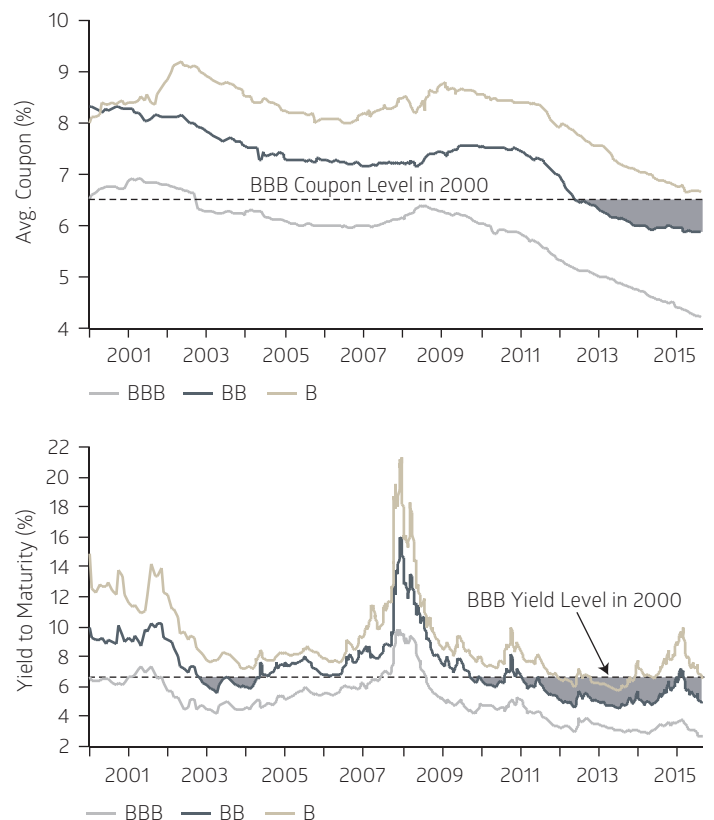 10
9
8
7
6
5
4
Avg. Coupon (%)
BBB Coupon Level in 2000
2001 2003 2005 2007 2009 2011 2013 2015
BBB BB B
22
20
18
16
14
12
10
8
6
4
2
Yield to Maturity (%)
BBB Yield Level in 2000
2001 2003 2005 2007 2009 2011 2013 2015
BBB BB B